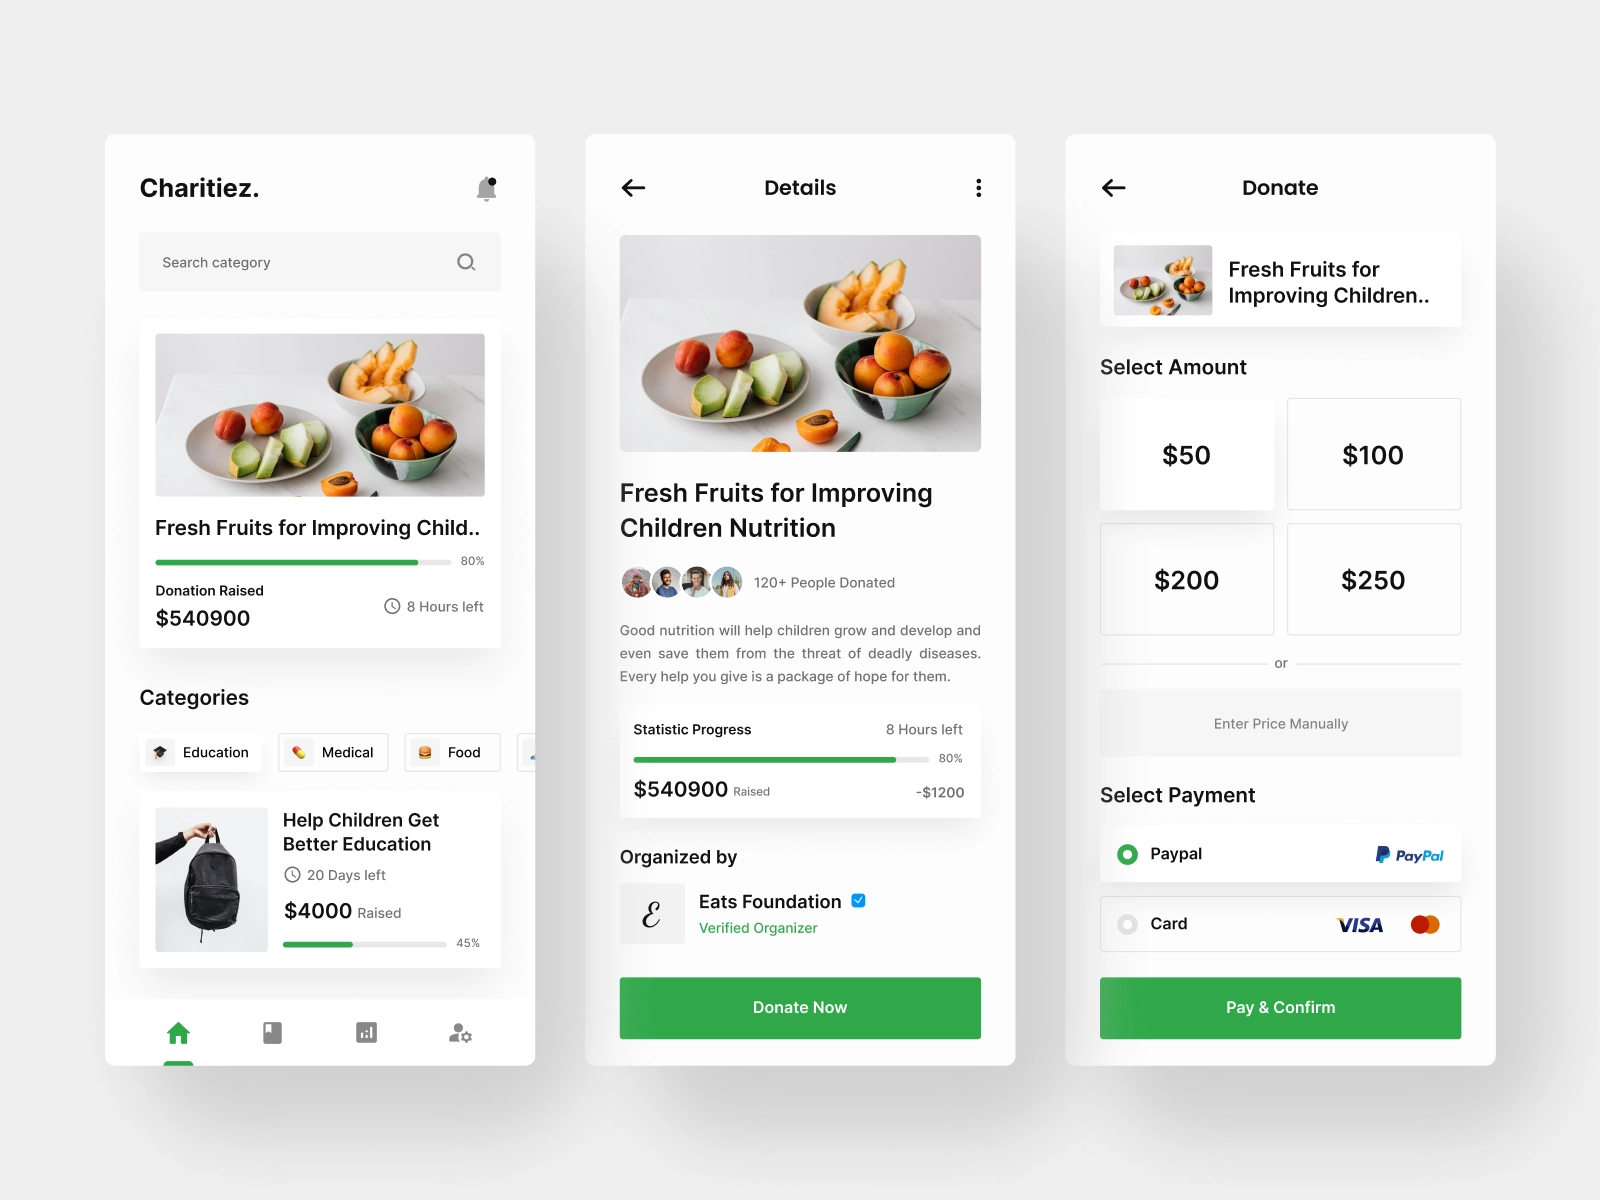 Charitiez.
Search category
Fresh Fruits for Improving Child..
80%
Donation Raised
$540900
8 Hours left
Categories
Education
Medical
Food
Help Children Get
Better Education
20 Days left
$4000 Raised
45%
Details
Fresh Fruits for Improving
Children Nutrition
120+ People Donated
Good nutrition will help children grow and develop and
even save them from the threat of deadly diseases.
Every help you give is a package of hope for them.
Statistic Progress
8 Hours left
80%
$540900 Raised
-$1200
Organized by
ℰ
Eats Foundation
Verified Organizer
Donate Now
Donate
Fresh Fruits for
Improving Children..
Select Amount
$50
$100
$200
$250
or
Enter Price Manually
Select Payment
Paypal
PayPal
Card
VISA
Pay & Confirm